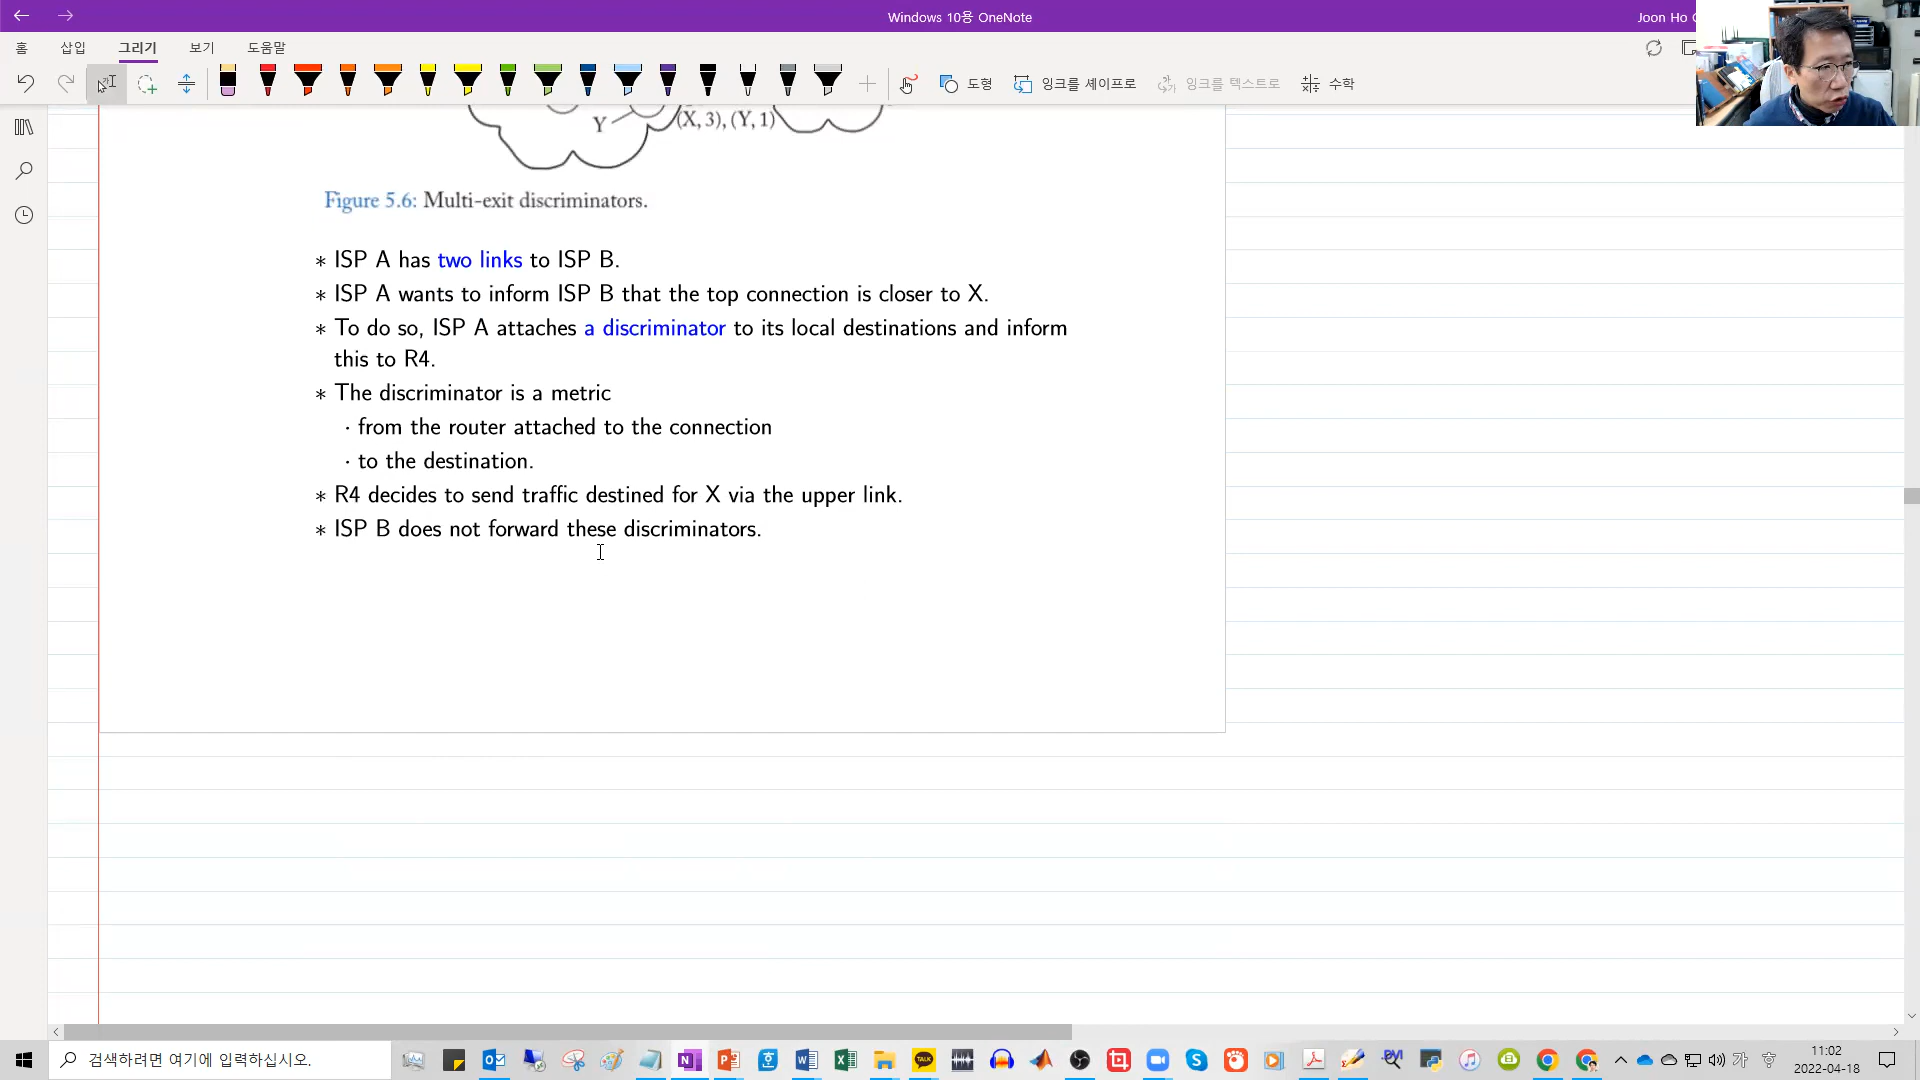 Windows 10용 OneNote
Joon Ho
홈 삽입 그리기 보기 도움말
도형 잉크를 셰이프로 잉크를 텍스트로 수학
Y (X, 3), (Y, 1)
Figure 5.6: Multi-exit discriminators.
* ISP A has two links to ISP B.
* ISP A wants to inform ISP B that the top connection is closer to X.
* To do so, ISP A attaches a discriminator to its local destinations and inform
this to R4.
* The discriminator is a metric
· from the router attached to the connection
· to the destination.
* R4 decides to send traffic destined for X via the upper link.
* ISP B does not forward these discriminators.
검색하려면 여기에 입력하십시오.
가
11:02
2022-04-18